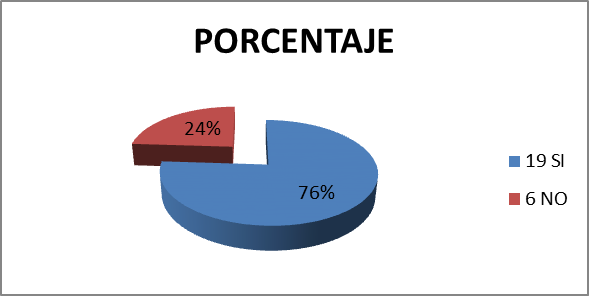 PORCENTAJE
24%
76%
19 SI
6 NO